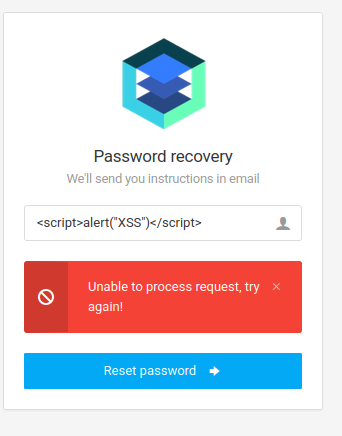 Password recovery
We'll send you instructions in email
<script>alert("XSS")</script>
Unable to process request, try
again!
×
Reset password